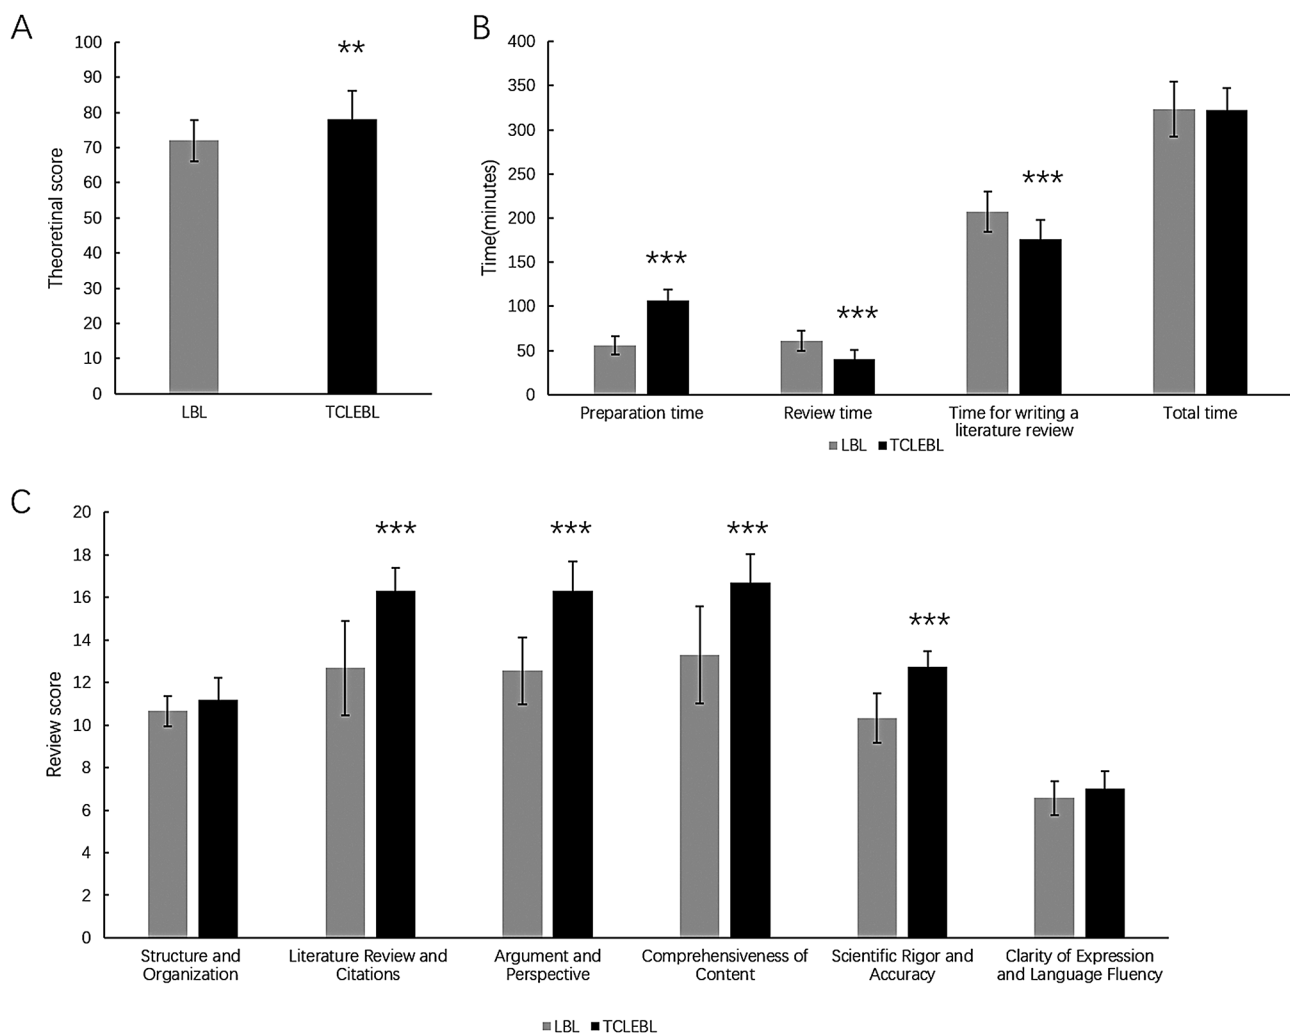 A
Theoretinal score
100
90
80
70
60
50
40
30
20
10
0
**
LBL
TCLEBL
B
Time(minutes)
400
350
300
250
200
150
100
50
0
***
***
***
Preparation time
Review time
Time for writing a
literature review
Total time
LBL
TCLEBL
C
Review score
20
18
16
14
12
10
8
6
4
2
0
***
***
***
***
Structure and
Organization
Literature Review and
Citations
Argument and
Perspective
Comprehensiveness of
Content
Scientific Rigor and
Accuracy
Clarity of Expression
and Language Fluency
LBL
TCLEBL